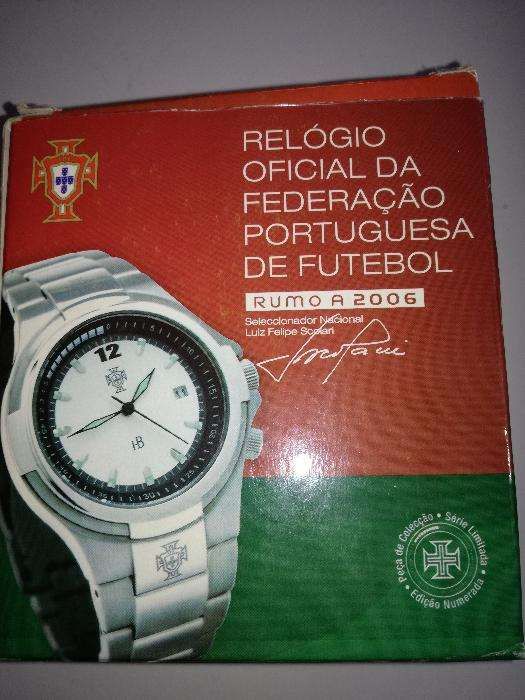 RELÓGIO
OFICIAL DA
FEDERAÇÃO
PORTUGUESA
DE FUTEBOL
RUMO A 2006
Seleccionador Nacional
Luiz Felipe Scolari
12
HB
Peça de Colecção • Série Limitada • Edição Numerada •